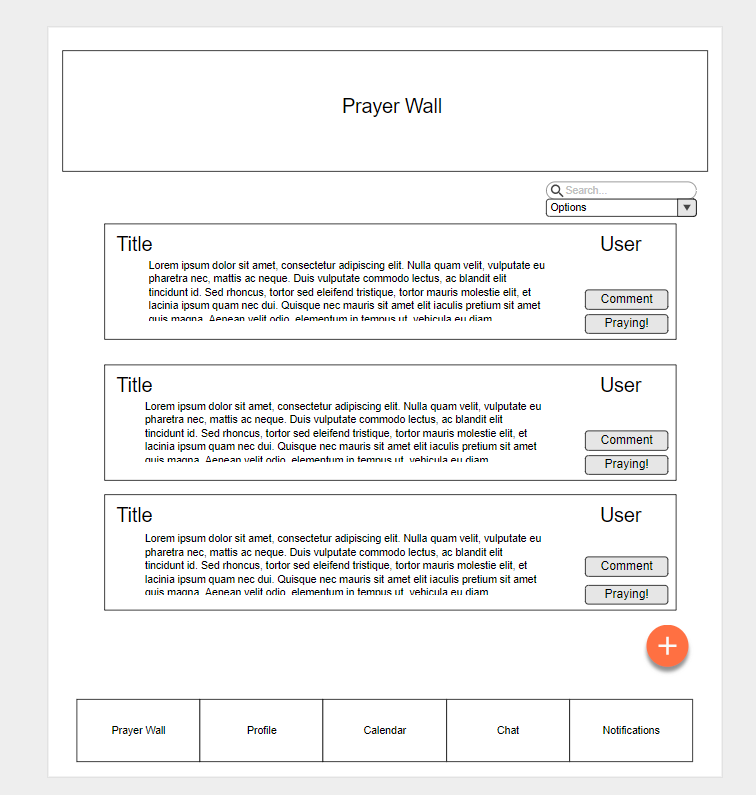 Prayer Wall
Search...
Options
Title
User
Lorem ipsum dolor sit amet, consectetur adipiscing elit. Nulla quam velit, vulputate eu
pharetra nec, mattis ac neque. Duis vulputate commodo lectus, ac blandit elit
tincidunt id. Sed rhoncus, tortor sed eleifend tristique, tortor mauris molestie elit, et
lacinia ipsum quam nec dui. Quisque nec mauris sit amet elit iaculis pretium sit amet
quis magna. Aenean velit odio, elementum in tempus ut, vehicula eu diam.
Comment
Praying!
Title
User
Lorem ipsum dolor sit amet, consectetur adipiscing elit. Nulla quam velit, vulputate eu
pharetra nec, mattis ac neque. Duis vulputate commodo lectus, ac blandit elit
tincidunt id. Sed rhoncus, tortor sed eleifend tristique, tortor mauris molestie elit, et
lacinia ipsum quam nec dui. Quisque nec mauris sit amet elit iaculis pretium sit amet
quis magna. Aenean velit odio, elementum in tempus ut, vehicula eu diam.
Comment
Praying!
Title
User
Lorem ipsum dolor sit amet, consectetur adipiscing elit. Nulla quam velit, vulputate eu
pharetra nec, mattis ac neque. Duis vulputate commodo lectus, ac blandit elit
tincidunt id. Sed rhoncus, tortor sed eleifend tristique, tortor mauris molestie elit, et
lacinia ipsum quam nec dui. Quisque nec mauris sit amet elit iaculis pretium sit amet
quis magna. Aenean velit odio, elementum in tempus ut, vehicula eu diam.
Comment
Praying!
+
Prayer Wall
Profile
Calendar
Chat
Notifications